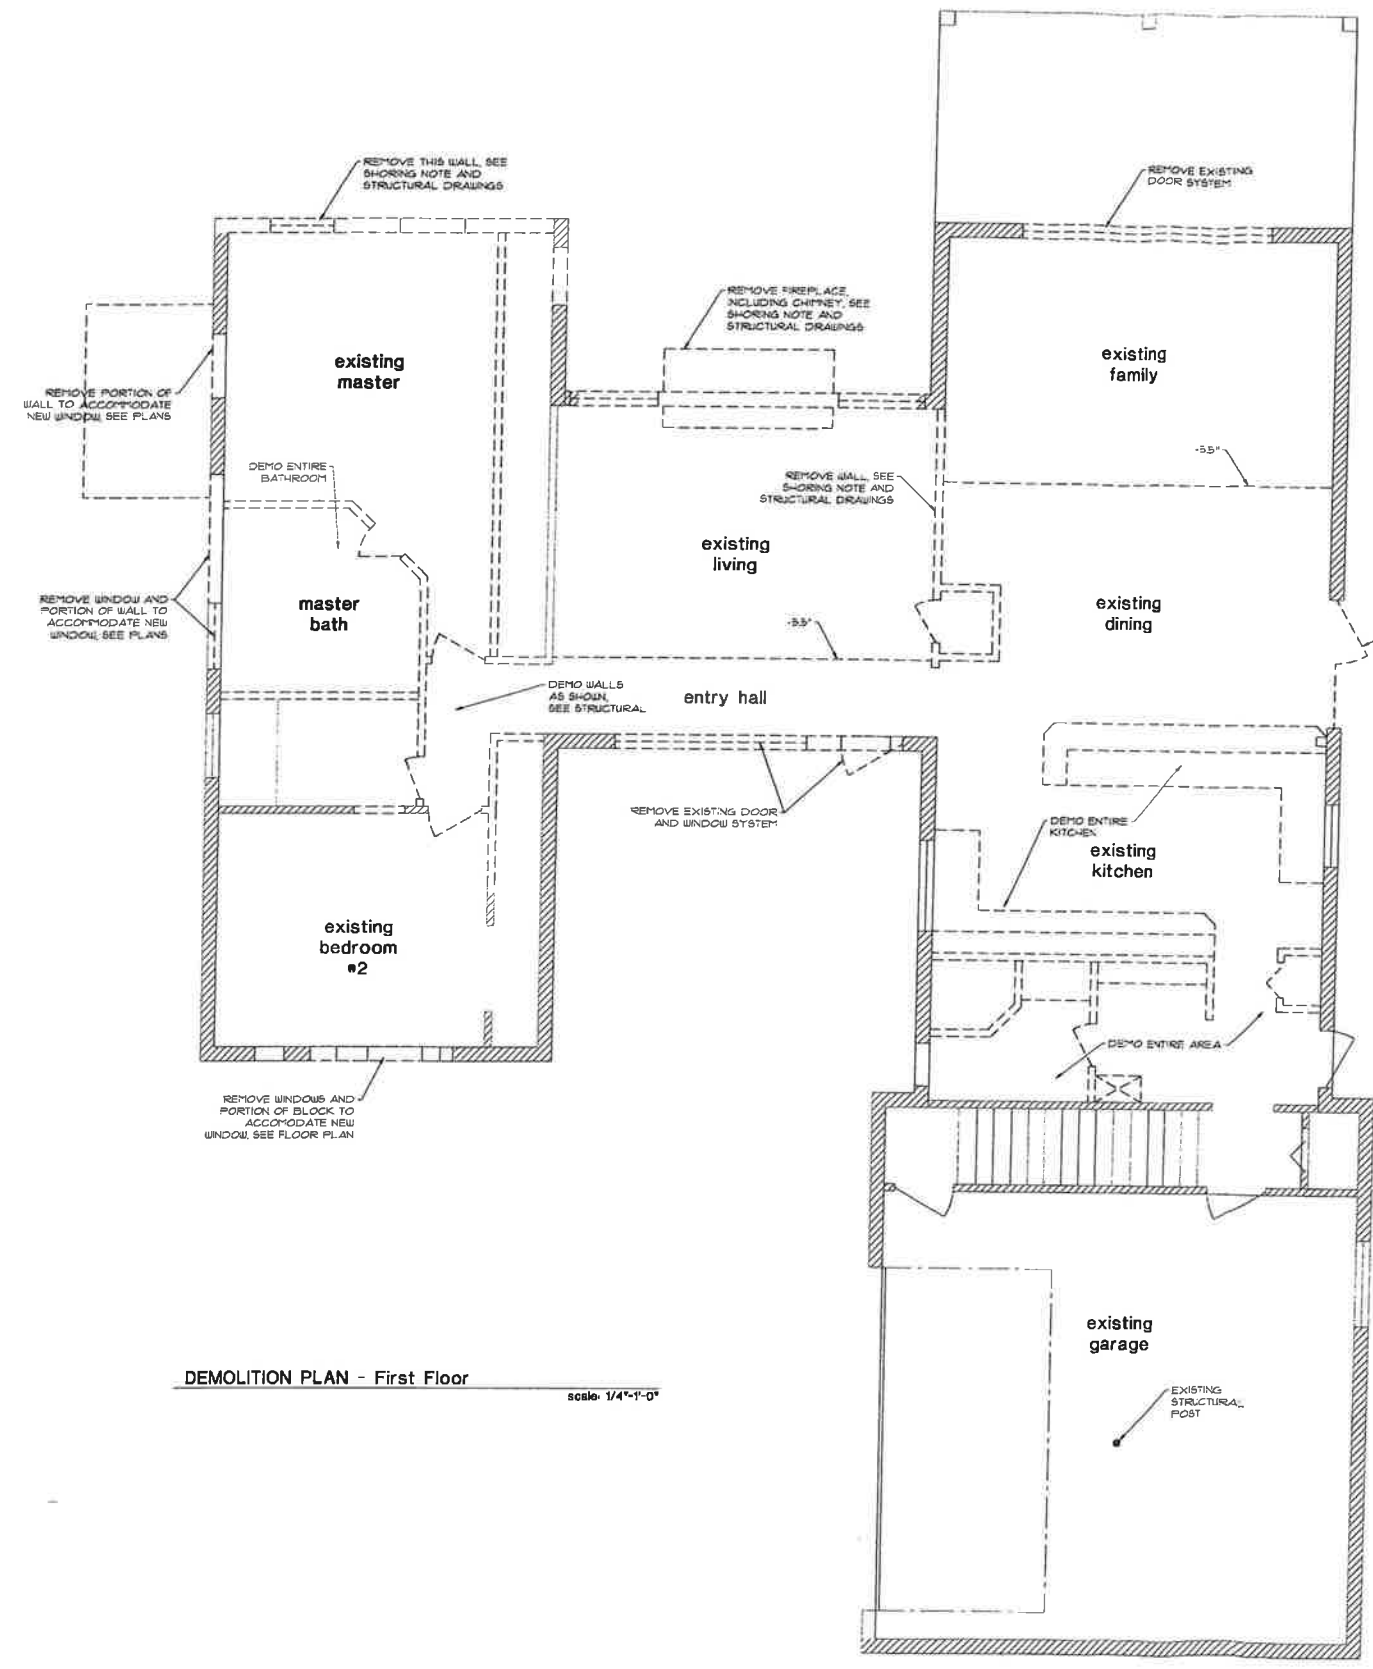 REMOVE THIS WALL, SEE
SHORING NOTE AND
STRUCTURAL DRAWINGS
REMOVE EXISTING
DOOR SYSTEM
REMOVE FIREPLACE,
INCLUDING CHIMNEY, SEE
SHORING NOTE AND
STRUCTURAL DRAWINGS
existing
master
existing
family
REMOVE PORTION OF
WALL TO ACCOMMODATE
NEW WINDOW, SEE PLANS
DEMO ENTIRE
BATHROOM
REMOVE WALL, SEE
SHORING NOTE AND
STRUCTURAL DRAWINGS
-5.5"
existing
living
REMOVE WINDOW AND
PORTION OF WALL TO
ACCOMMODATE NEW
WINDOW, SEE PLANS
master
bath
existing
dining
-5.5"
DEMO WALLS
AS SHOWN,
SEE STRUCTURAL
entry hall
REMOVE EXISTING DOOR
AND WINDOW SYSTEM
DEMO ENTIRE
KITCHEN
existing
kitchen
existing
bedroom
#2
DEMO ENTIRE AREA
REMOVE WINDOWS AND
PORTION OF BLOCK TO
ACCOMODATE NEW
WINDOW, SEE FLOOR PLAN
existing
garage
DEMOLITION PLAN - First Floor
scale: 1/4"-1'-0"
EXISTING
STRUCTURAL
POST